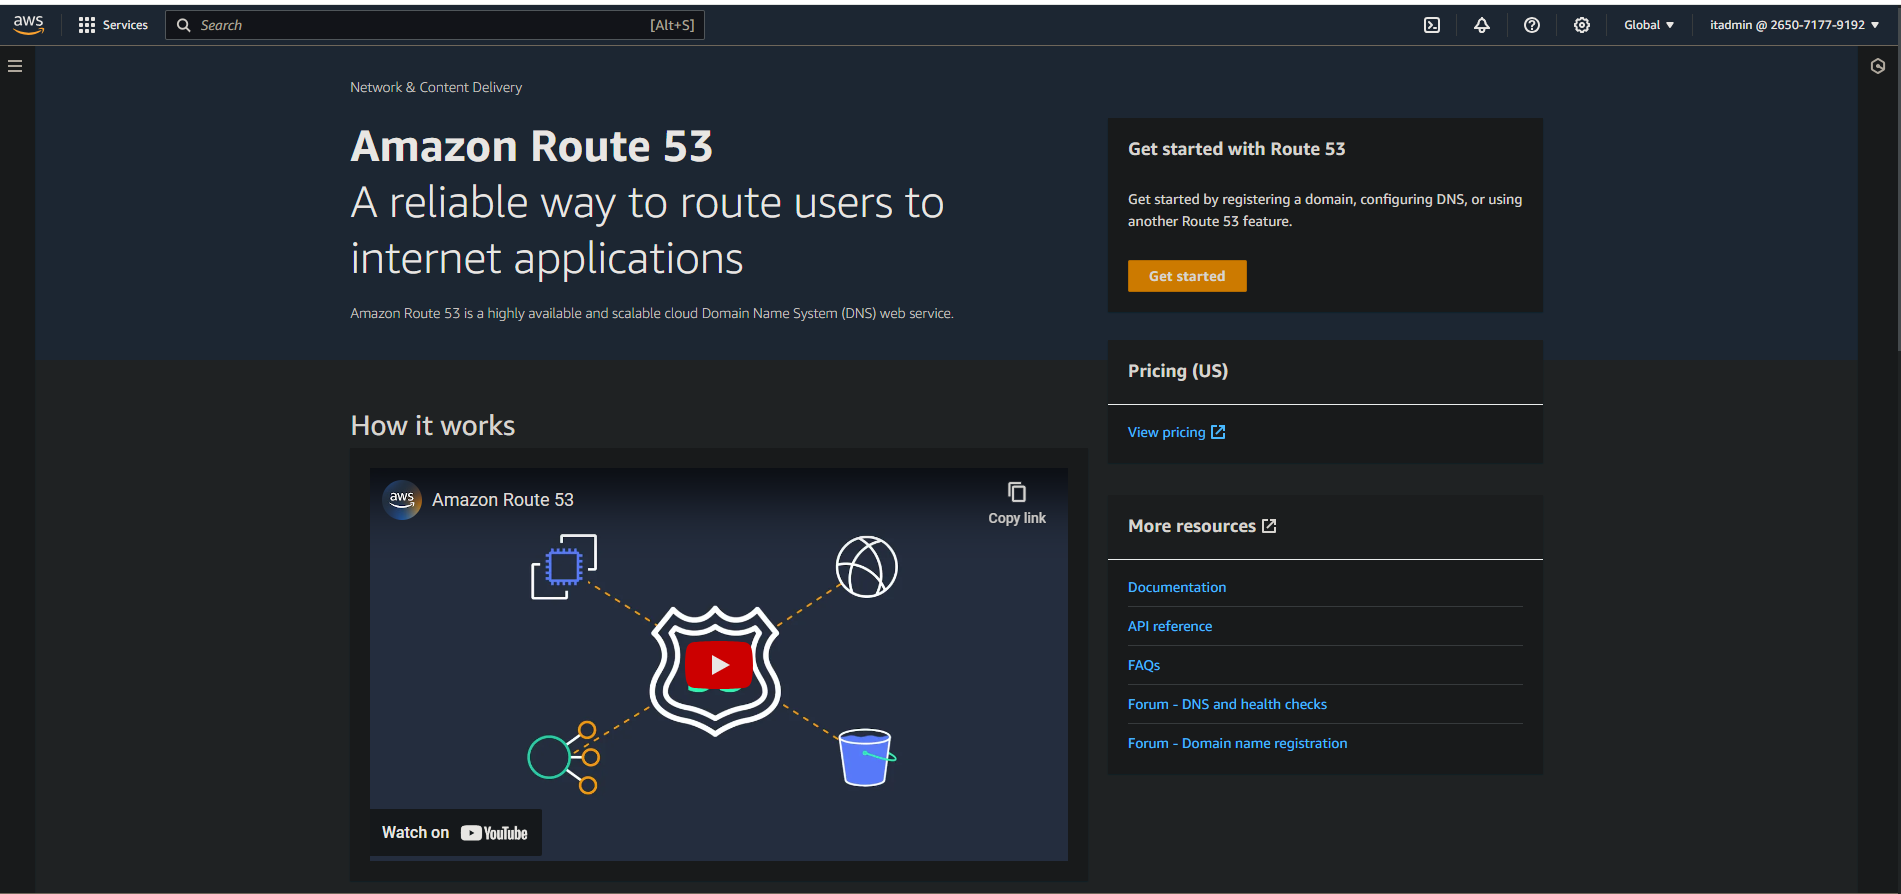 aws
Services
Search
[Alt+S]
Global
itadmin @ 2650-7177-9192
Network & Content Delivery
Amazon Route 53
A reliable way to route users to
internet applications
Amazon Route 53 is a highly available and scalable cloud Domain Name System (DNS) web service.
Get started with Route 53
Get started by registering a domain, configuring DNS, or using
another Route 53 feature.
Get started
Pricing (US)
View pricing
How it works
aws
Amazon Route 53
Copy link
Watch on YouTube
More resources
Documentation
API reference
FAQs
Forum - DNS and health checks
Forum - Domain name registration